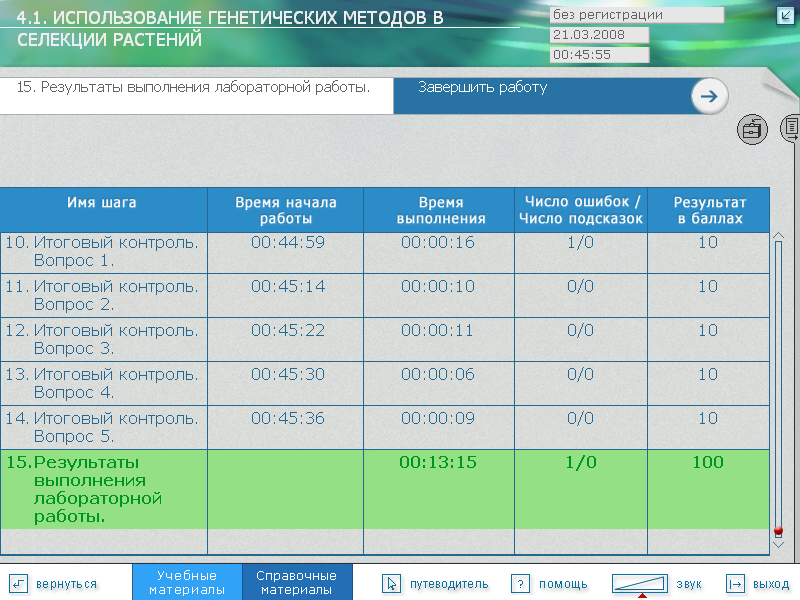 4.1. ИСПОЛЬЗОВАНИЕ ГЕНЕТИЧЕСКИХ МЕТОДОВ В
СЕЛЕКЦИИ РАСТЕНИЙ
без регистрации
21.03.2008
00:45:55
15. Результаты выполнения лабораторной работы.
Завершить работу
Имя шага
Время начала
работы
Время
выполнения
Число ошибок /
Число подсказок
Результат
в баллах
10. Итоговый контроль. 00:44:59 00:00:16 1/0 10
Вопрос 1.
11. Итоговый контроль. 00:45:14 00:00:10 0/0 10
Вопрос 2.
12. Итоговый контроль. 00:45:22 00:00:11 0/0 10
Вопрос 3.
13. Итоговый контроль. 00:45:30 00:00:06 0/0 10
Вопрос 4.
14. Итоговый контроль. 00:45:36 00:00:09 0/0 10
Вопрос 5.
15. Результаты 00:13:15 1/0 100
выполнения
лабораторной
работы.
вернуться
Учебные
материалы
Справочные
материалы
путеводитель
? помощь
звук
выход